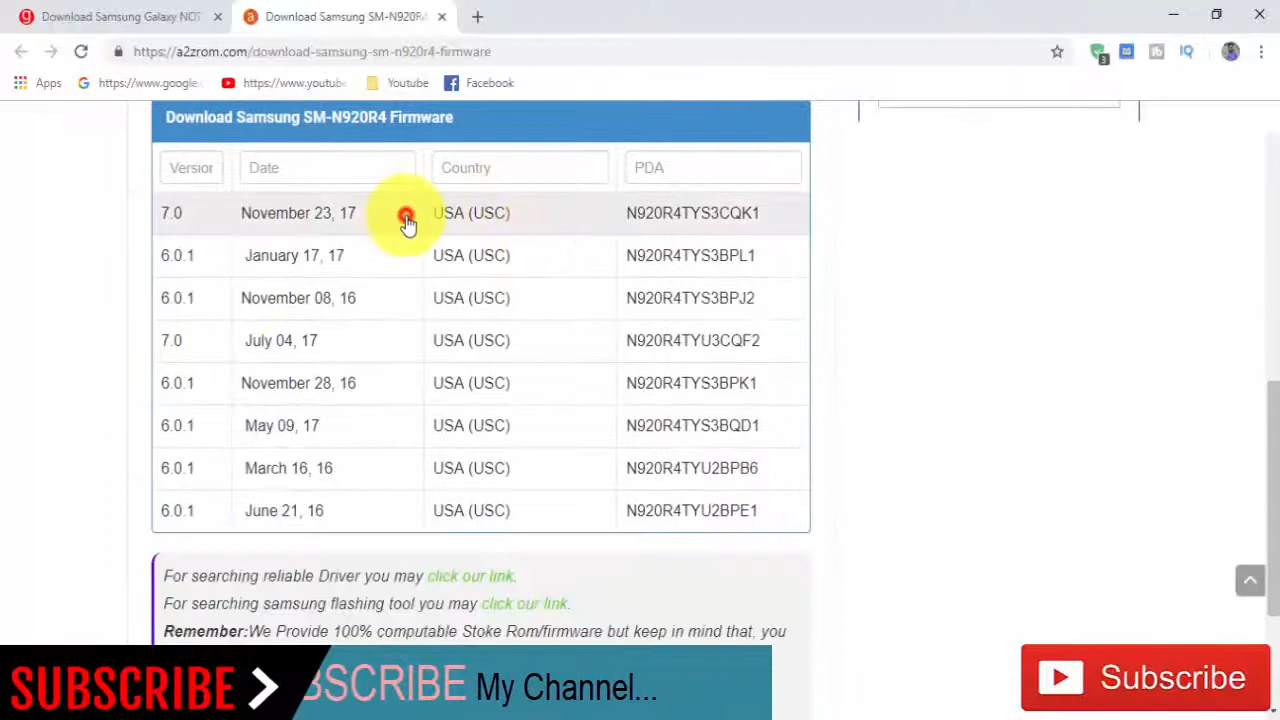 Download Samsung Galaxy NOT
Download Samsung SM-N920R4
https://a2zrom.com/download-samsung-sm-n920r4-firmware
3
Apps https://www.google https://www.youtub Youtube Facebook
Download Samsung SM-N920R4 Firmware
Version Date Country PDA
7.0 November 23, 17 USA (USC) N920R4TYS3CQK1
6.0.1 January 17, 17 USA (USC) N920R4TYS3BPL1
6.0.1 November 08, 16 USA (USC) N920R4TYS3BPJ2
7.0 July 04, 17 USA (USC) N920R4TYU3CQF2
6.0.1 November 28, 16 USA (USC) N920R4TYS3BPK1
6.0.1 May 09, 17 USA (USC) N920R4TYS3BQD1
6.0.1 March 16, 16 USA (USC) N920R4TYU2BPB6
6.0.1 June 21, 16 USA (USC) N920R4TYU2BPE1
For searching reliable Driver you may click our link.
For searching samsung flashing tool you may click our link.
Remember:We Provide 100% computable Stoke Rom/firmware but keep in mind that, you
SUBSCRIBE BSCRIBE My Channel...
Subscribe